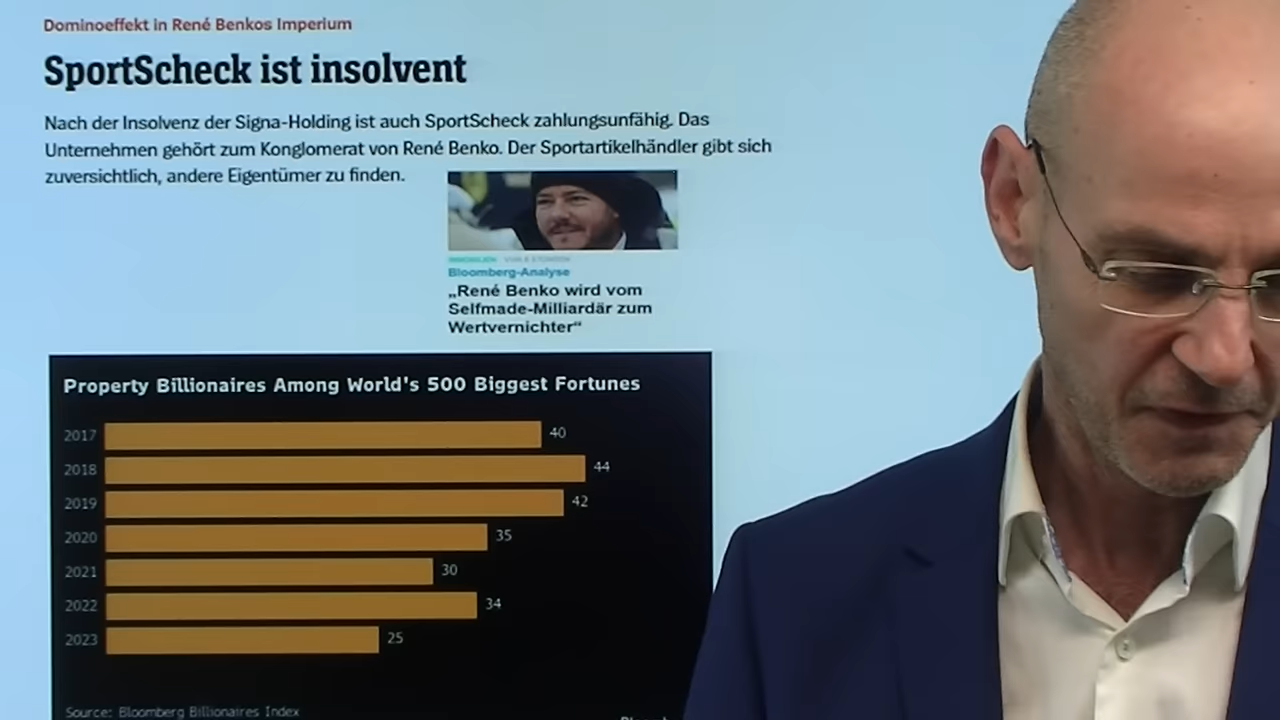 Dominoeffekt in René Benkos Imperium
SportScheck ist insolvent
Nach der Insolvenz der Signa-Holding ist auch SportScheck zahlungsunfähig. Das
Unternehmen gehört zum Konglomerat von René Benko. Der Sportartikelhändler gibt sich
zuversichtlich, andere Eigentümer zu finden.
Bloomberg-Analyse
„René Benko wird vom
Selfmade-Milliardär zum
Wertvernichter“
Property Billionaires Among World's 500 Biggest Fortunes
2017 40
2018 44
2019 42
2020 35
2021 30
2022 34
2023 25
Source: Bloomberg Billionaires Index